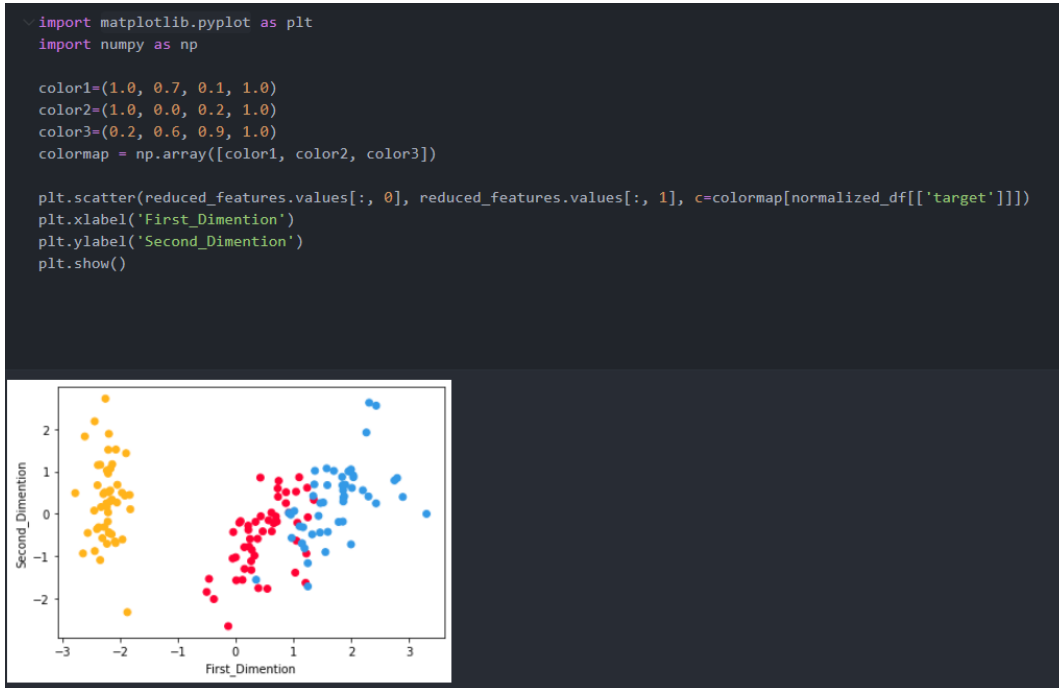 import matplotlib.pyplot as plt
import numpy as np
color1=(1.0, 0.7, 0.1, 1.0)
color2=(1.0, 0.0, 0.2, 1.0)
color3=(0.2, 0.6, 0.9, 1.0)
colormap = np.array([color1, color2, color3])
plt.scatter(reduced_features.values[:, 0], reduced_features.values[:, 1], c=colormap[normalized_df[['target']]])
plt.xlabel('First_Dimention')
plt.ylabel('Second_Dimention')
plt.show()
Second_Dimention
2
1
0
−1
−2
−3
−2
−1
0
1
2
3
First_Dimention